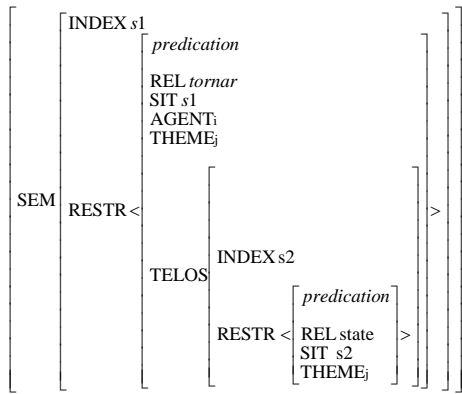 INDEX s1
predication
REL tornar
SIT s1
AGENTi
THEMEj
SEM
RESTR <
>
TELOS
INDEX s2
RESTR <
predication
REL state
SIT s2
THEMEj
>